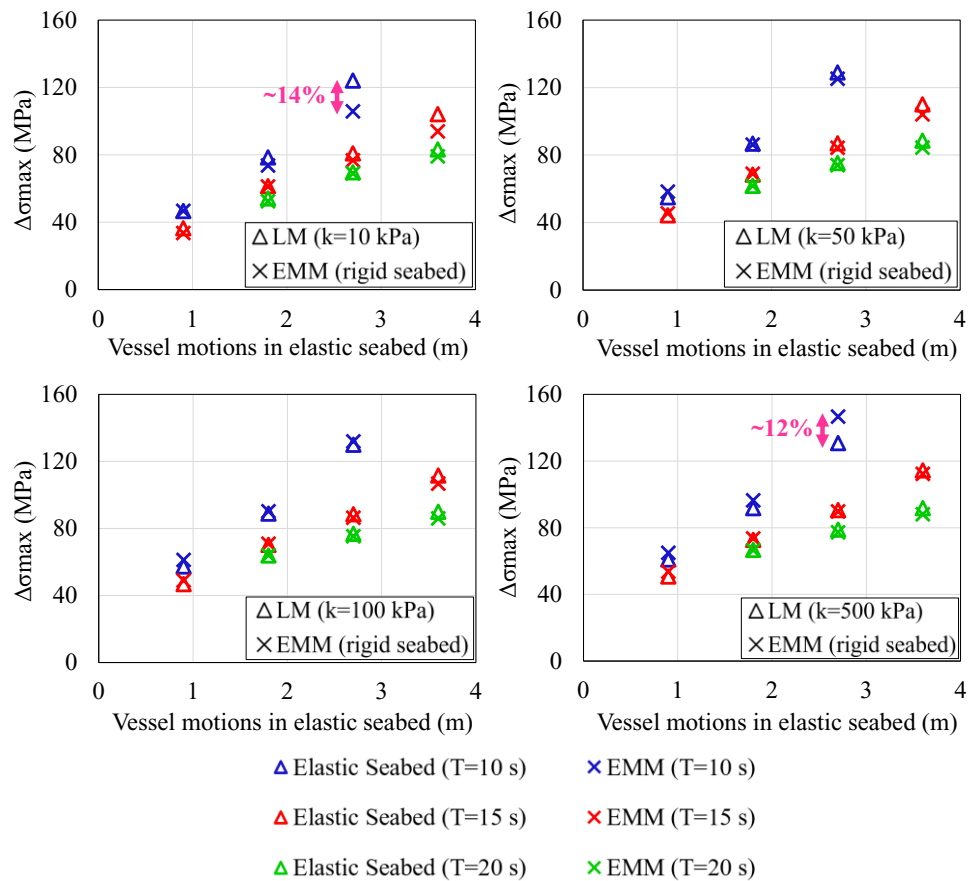 160
120
80
40
0
Δσmax (MPa)
~14%
△ LM (k=10 kPa)
× EMM (rigid seabed)
0 1 2 3 4
Vessel motions in elastic seabed (m)
160
120
80
40
0
Δσmax (MPa)
△ LM (k=50 kPa)
× EMM (rigid seabed)
0 1 2 3 4
Vessel motions in elastic seabed (m)
160
120
80
40
0
Δσmax (MPa)
△ LM (k=100 kPa)
× EMM (rigid seabed)
0 1 2 3 4
Vessel motions in elastic seabed (m)
160
120
80
40
0
Δσmax (MPa)
~12%
△ LM (k=500 kPa)
× EMM (rigid seabed)
0 1 2 3 4
Vessel motions in elastic seabed (m)
△ Elastic Seabed (T=10 s) × EMM (T=10 s)
△ Elastic Seabed (T=15 s) × EMM (T=15 s)
△ Elastic Seabed (T=20 s) × EMM (T=20 s)